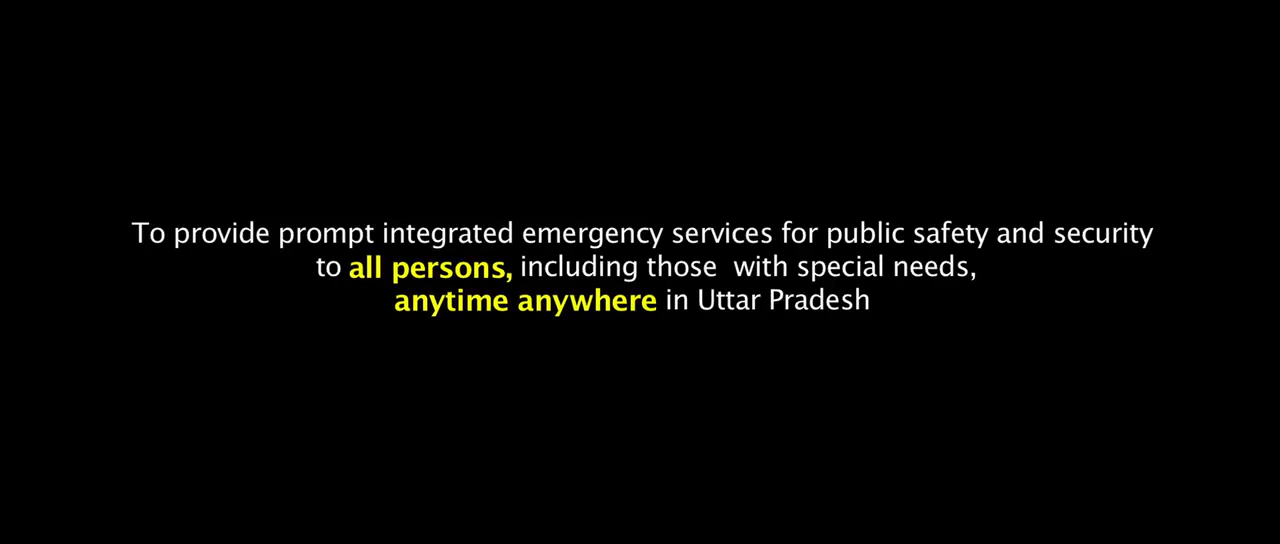 To provide prompt integrated emergency services for public safety and security
to all persons, including those  with special needs,
anytime anywhere in Uttar Pradesh